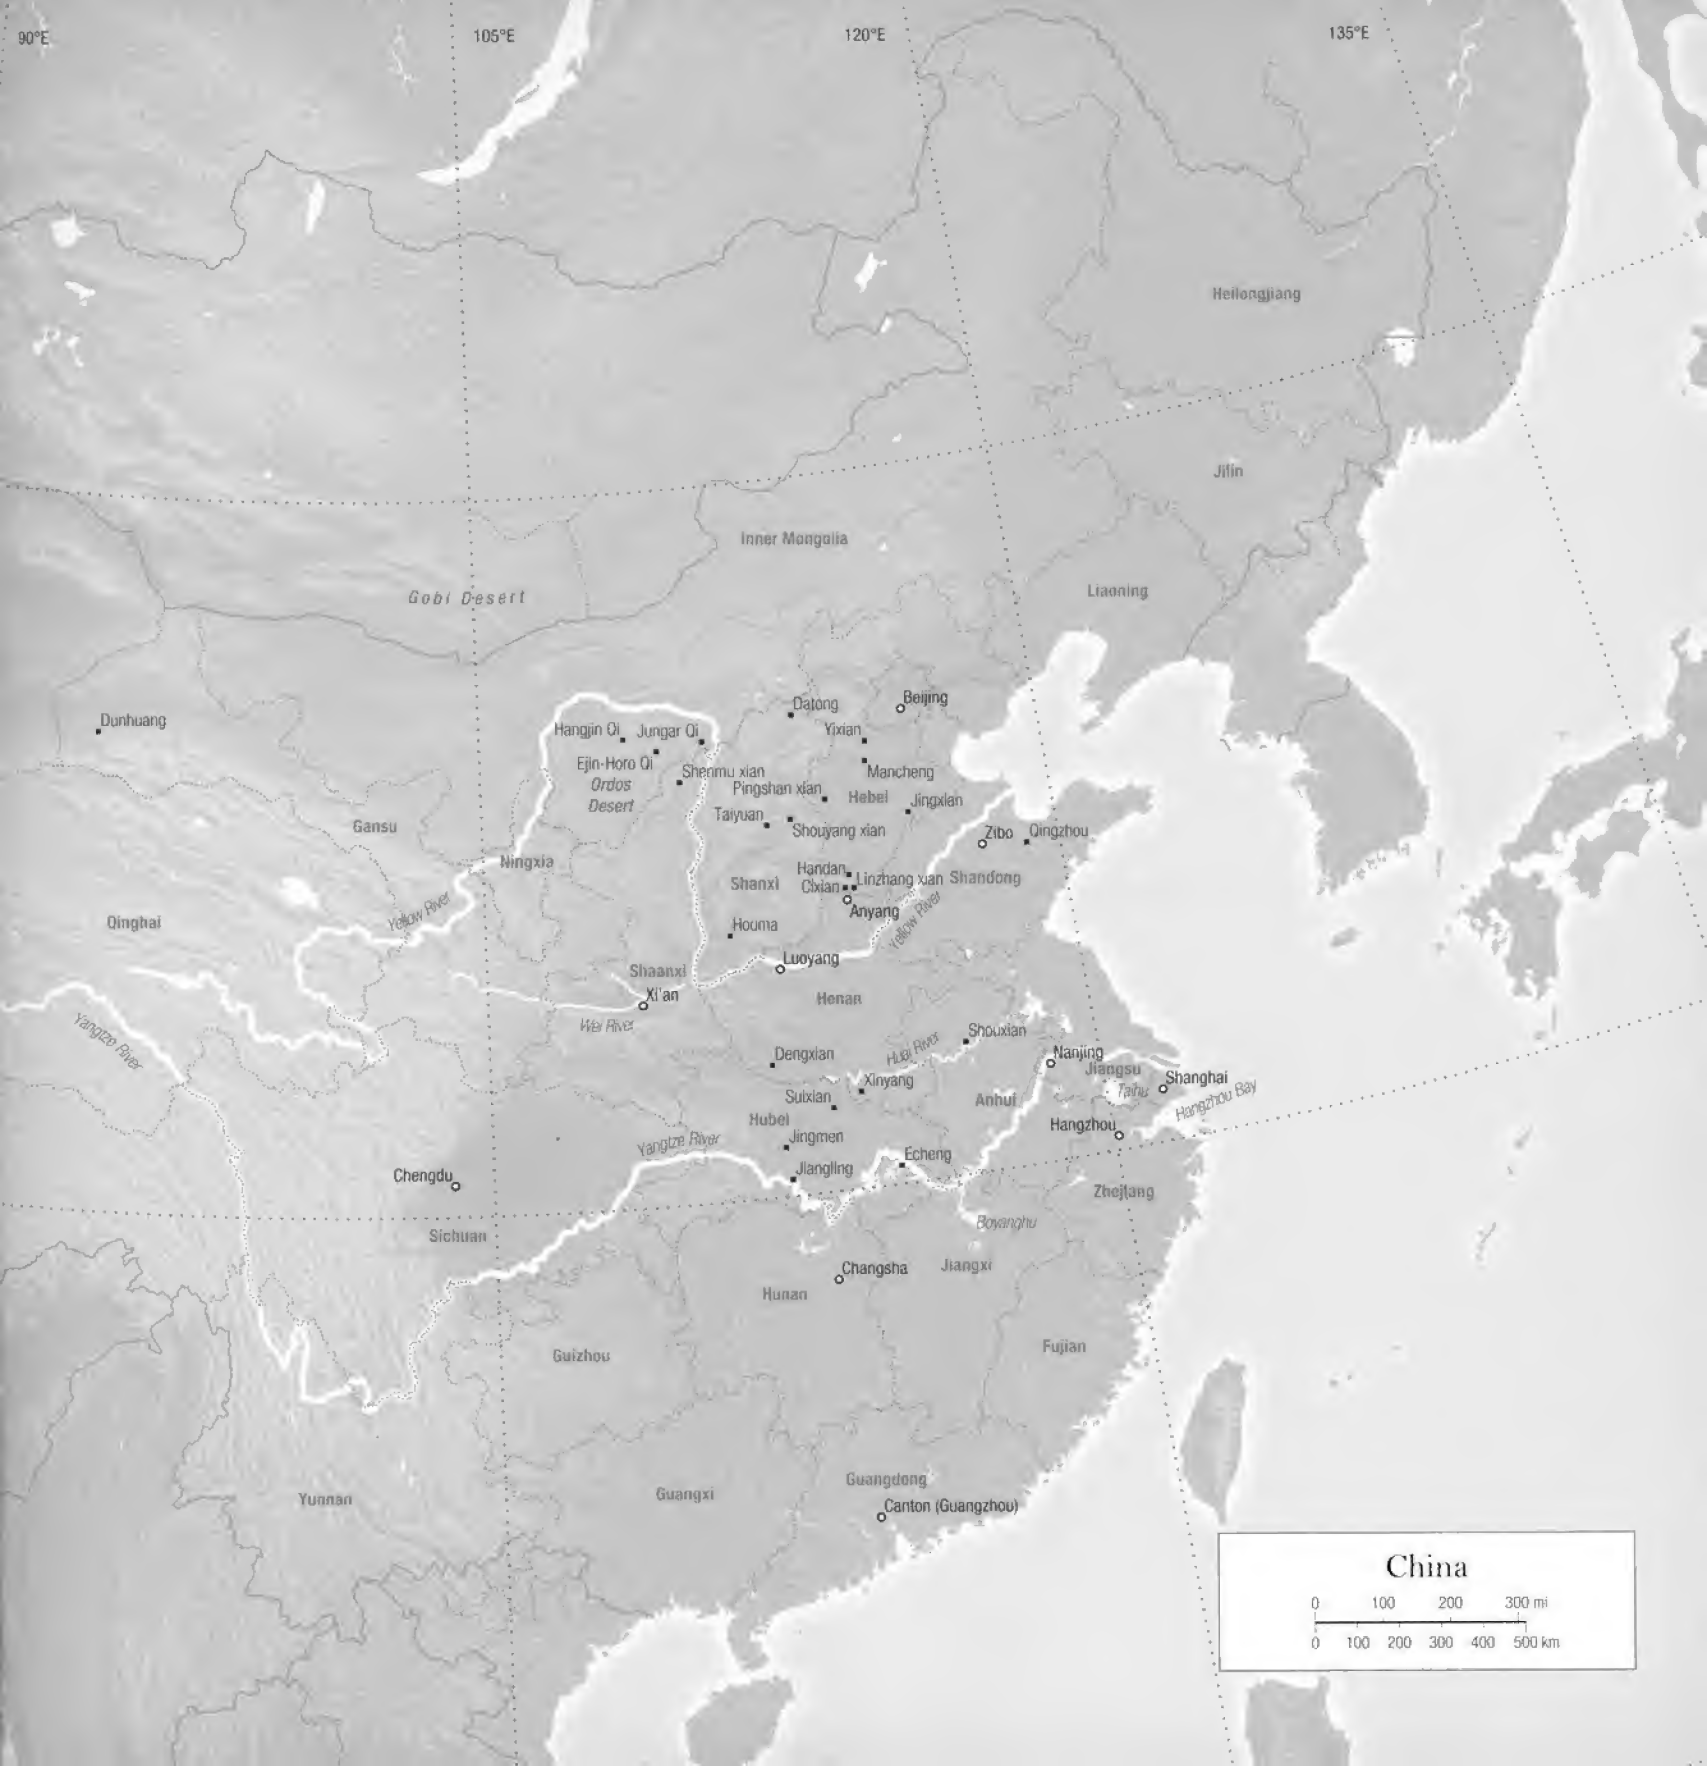 90°E
105°E
120°E
135°E
Heilongjiang
Jilin
Inner Mongolia
Liaoning
Gobi Desert
Dunhuang
Datong
Beijing
Hangjin Qi
Jungar Qi
Yixian
Ejin-Horo Qi
Shenmu xian
Mancheng
Ordos
Desert
Pingshan xian
Hebei
Jingxian
Taiyuan
Shouyang xian
Gansu
Zibo
Qingzhou
Ningxia
Handan
Shanxi
Cixian
Linzhang xian
Shandong
Anyang
Yellow River
Yellow River
Qinghai
Houma
Luoyang
Shaanxi
Xi'an
Henan
Wei River
Yangtze River
Huai River
Shouxian
Dengxian
Nanjing
Jiangsu
Xinyang
Shanghai
Taihu
Hangzhou Bay
Suixian
Anhui
Hubei
Hangzhou
Jingmen
Yangtze River
Echeng
Chengdu
Jiangling
Zhejiang
Boyanghu
Sichuan
Changsha
Jiangxi
Hunan
Fujian
Guizhou
Guangdong
Guangxi
Yunnan
Canton (Guangzhou)
China
0 100 200 300 mi
0 100 200 300 400 500 km